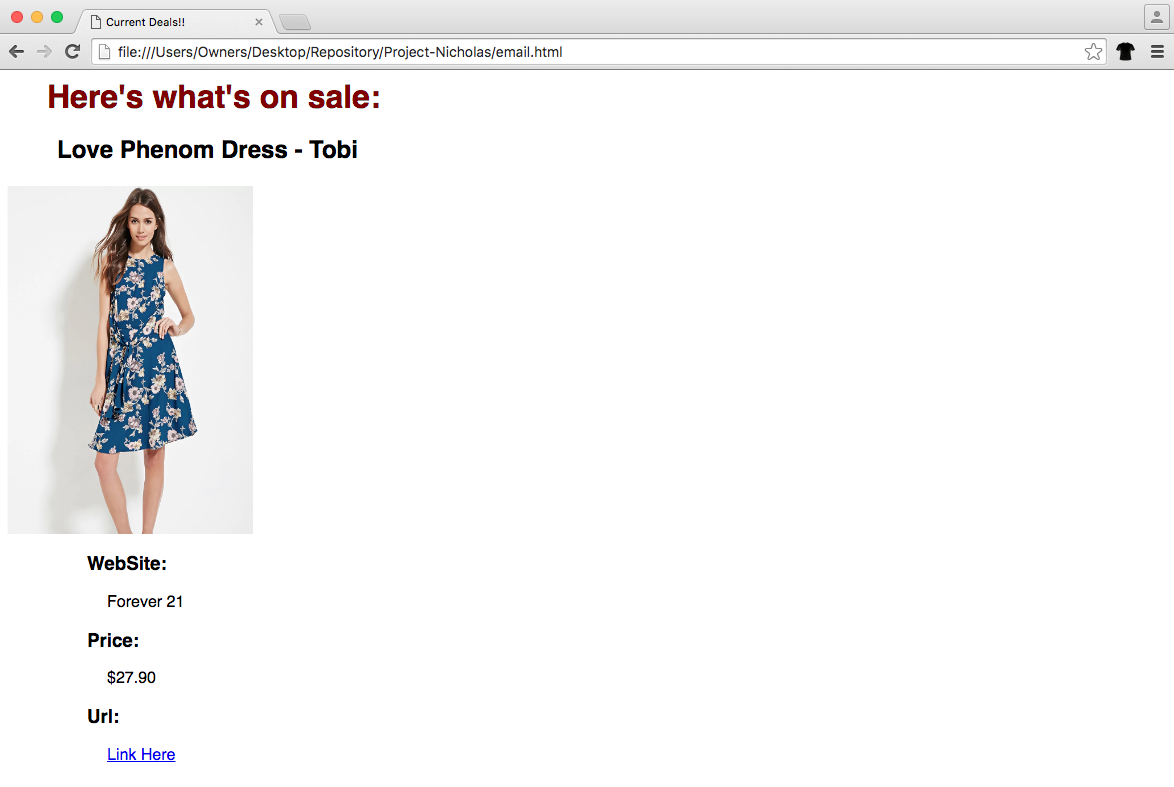 Current Deals!!
file:///Users/Owners/Desktop/Repository/Project-Nicholas/email.html
Here's what's on sale:
Love Phenom Dress - Tobi
WebSite:
Forever 21
Price:
$27.90
Url:
Link Here